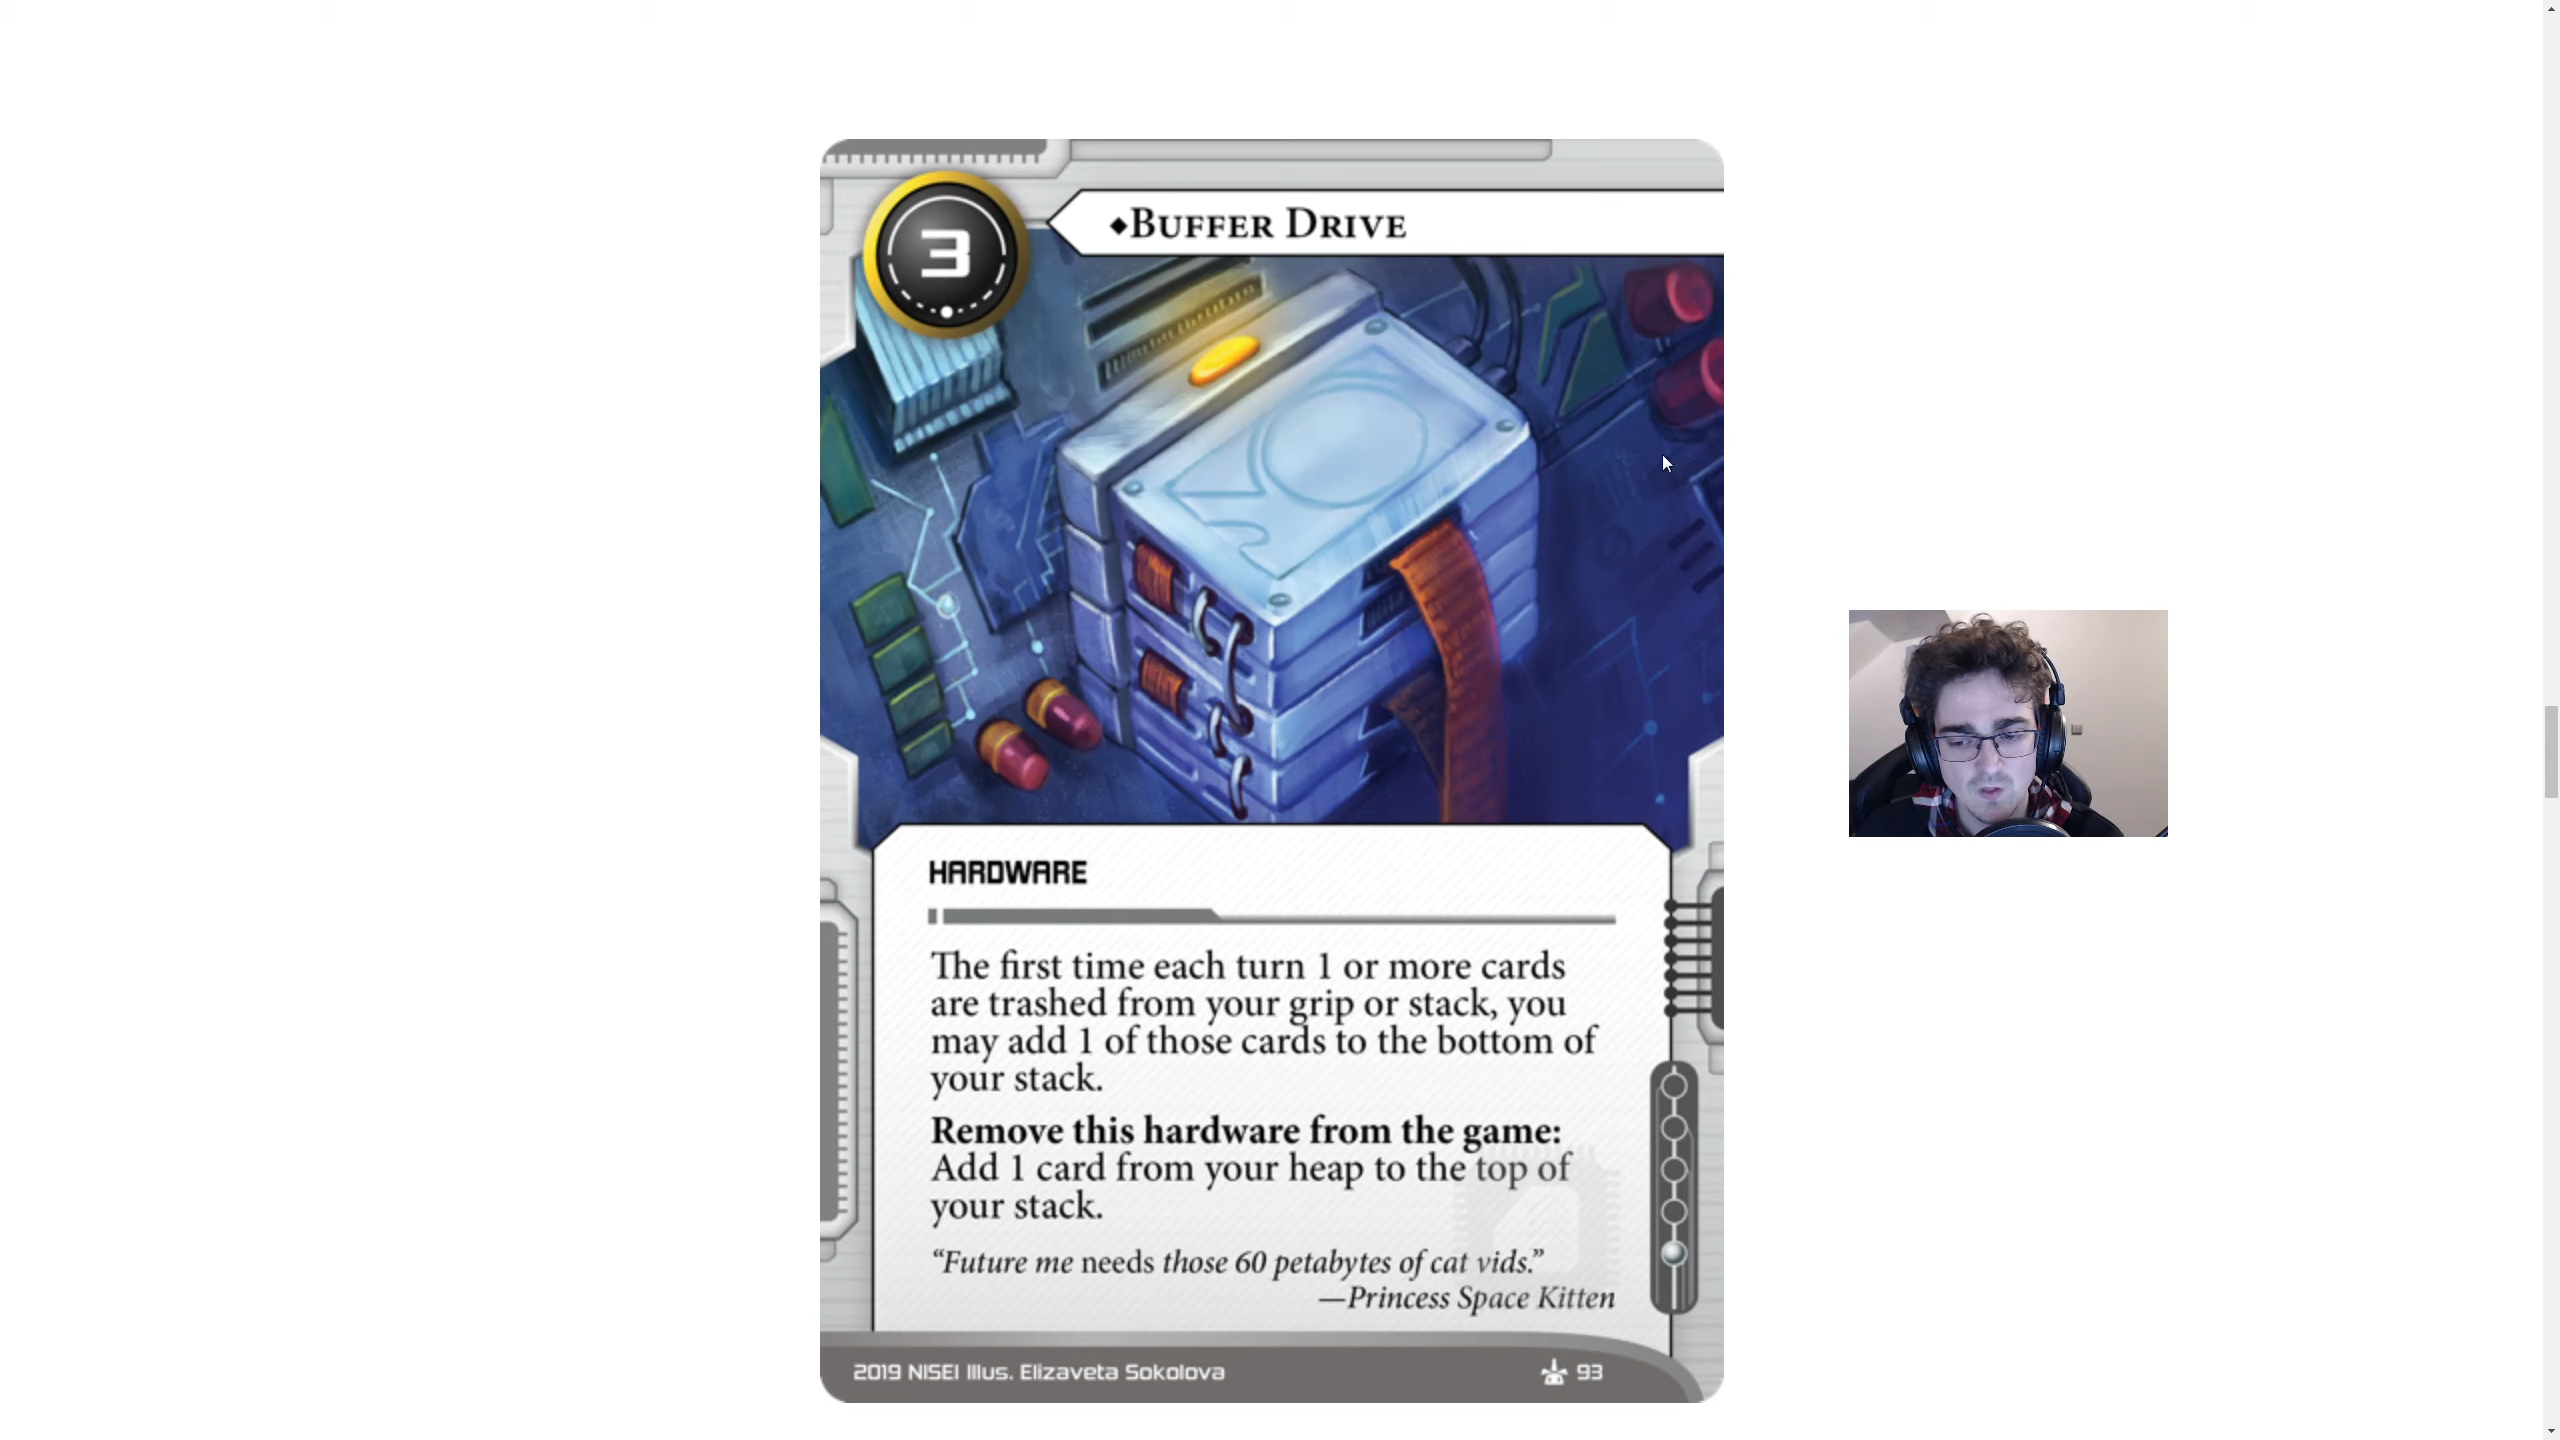 3
◆BUFFER DRIVE
HARDWARE
The first time each turn 1 or more cards
are trashed from your grip or stack, you
may add 1 of those cards to the bottom of
your stack.
Remove this hardware from the game:
Add 1 card from your heap to the top of
your stack.
“Future me needs those 60 petabytes of cat vids.”
—Princess Space Kitten
2019 NISEI Illus. Elizaveta Sokolova
93